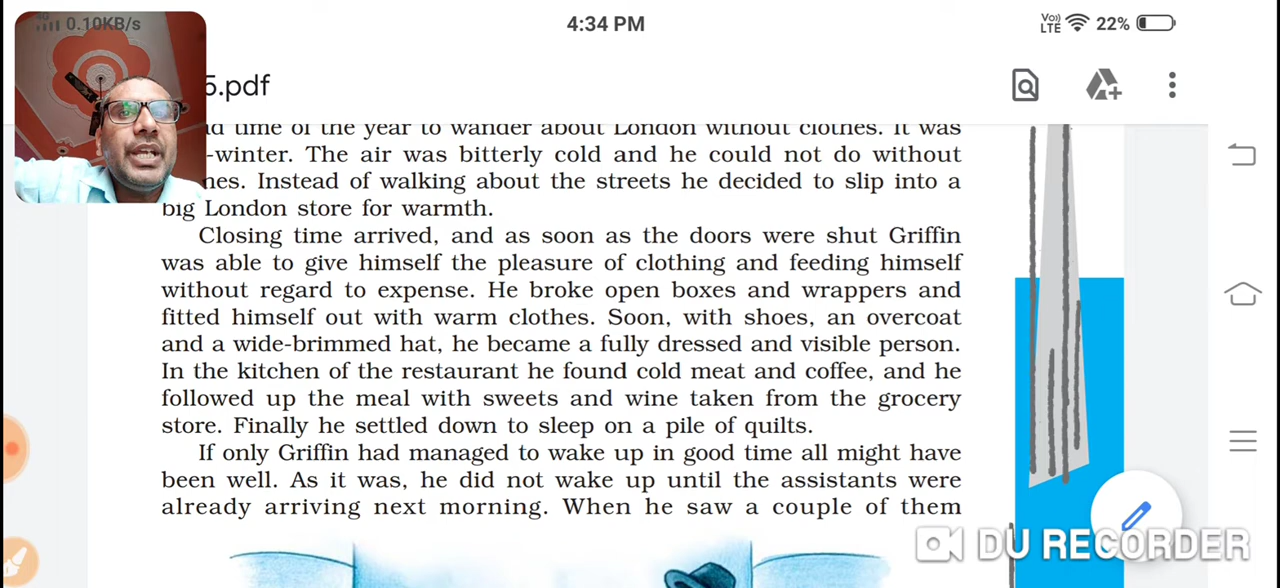 0.10KB/s
4:34 PM
Vo))
LTE
22%
5.pdf
time of the year to wander about London without clothes. It was
-winter. The air was bitterly cold and he could not do without
Instead of walking about the streets he decided to slip into a
big London store for warmth.
Closing time arrived, and as soon as the doors were shut Griffin
was able to give himself the pleasure of clothing and feeding himself
without regard to expense. He broke open boxes and wrappers and
fitted himself out with warm clothes. Soon, with shoes, an overcoat
and a wide-brimmed hat, he became a fully dressed and visible person.
In the kitchen of the restaurant he found cold meat and coffee, and he
followed up the meal with sweets and wine taken from the grocery
store. Finally he settled down to sleep on a pile of quilts.
If only Griffin had managed to wake up in good time all might have
been well. As it was, he did not wake up until the assistants were
already arriving next morning. When he saw a couple of them
DU RECORDER